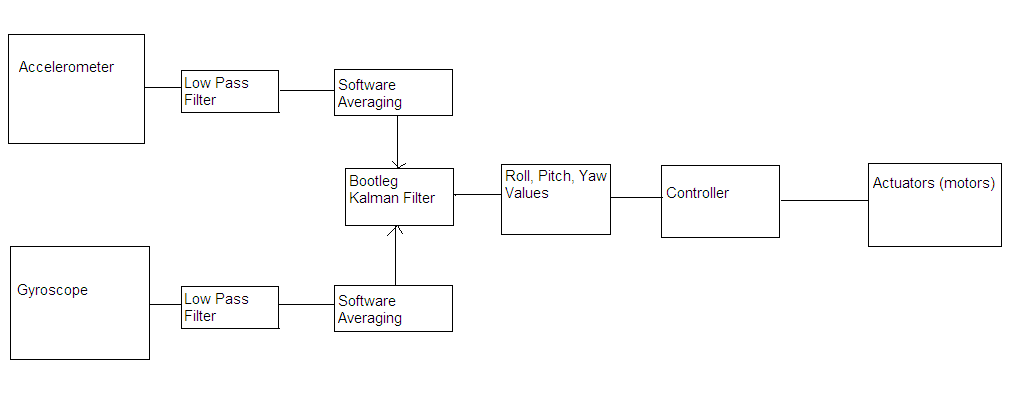 Accelerometer
Low Pass
Filter
Software
Averaging
Bootleg
Kalman Filter
Roll, Pitch, Yaw
Values
Controller
Actuators (motors)
Gyroscope
Low Pass
Filter
Software
Averaging